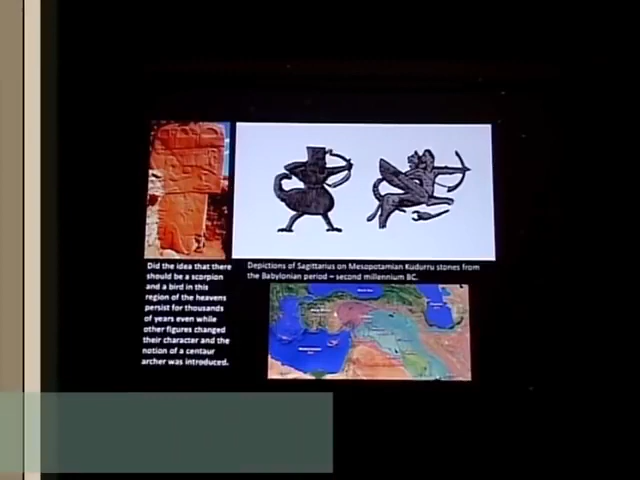 Did the idea that there
should be a scorpion
and a bird in this
region of the heavens
persist for thousands
of years even while
other figures changed
their character and the
notion of a centaur
archer was introduced.
Depictions of Sagittarius on Mesopotamian Kudurru stones from
the Babylonian period – second millennium BC.